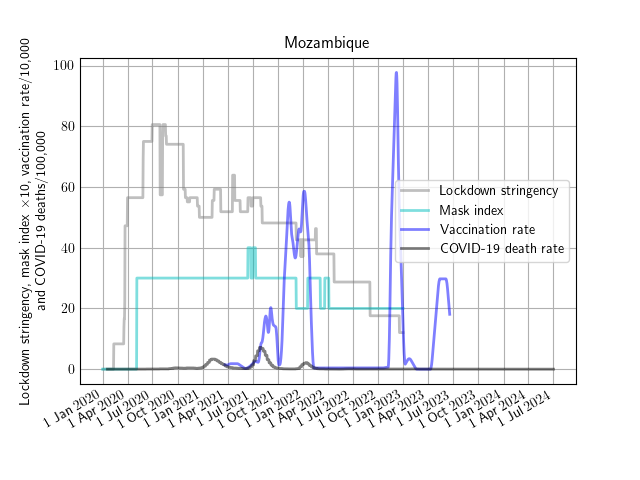 Mozambique
Lockdown stringency, mask index ×10, vaccination rate/10,000
and COVID-19 deaths/100,000
100
80
60
40
20
0
Lockdown stringency
Mask index
Vaccination rate
COVID-19 death rate
1 Jan 2020
1 Apr 2020
1 Jul 2020
1 Oct 2020
1 Jan 2021
1 Apr 2021
1 Jul 2021
1 Oct 2021
1 Jan 2022
1 Apr 2022
1 Jul 2022
1 Oct 2022
1 Jan 2023
1 Apr 2023
1 Jul 2023
1 Oct 2023
1 Jan 2024
1 Apr 2024
1 Jul 2024